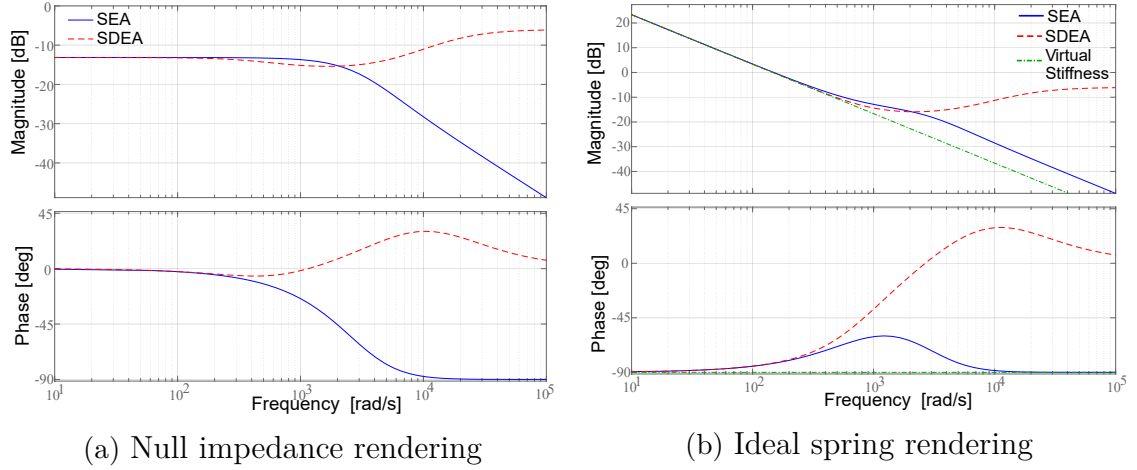 0
-10
-20
-30
-40
Magnitude [dB]
SEA
SDEA
45
0
-45
-90
Phase [deg]
10^1
10^2
10^3
10^4
10^5
Frequency [rad/s]
(a) Null impedance rendering
20
10
0
-10
-20
-30
-40
Magnitude [dB]
SEA
SDEA
Virtual
Stiffness
45
0
-45
-90
Phase [deg]
10^1
10^2
10^3
10^4
10^5
Frequency [rad/s]
(b) Ideal spring rendering